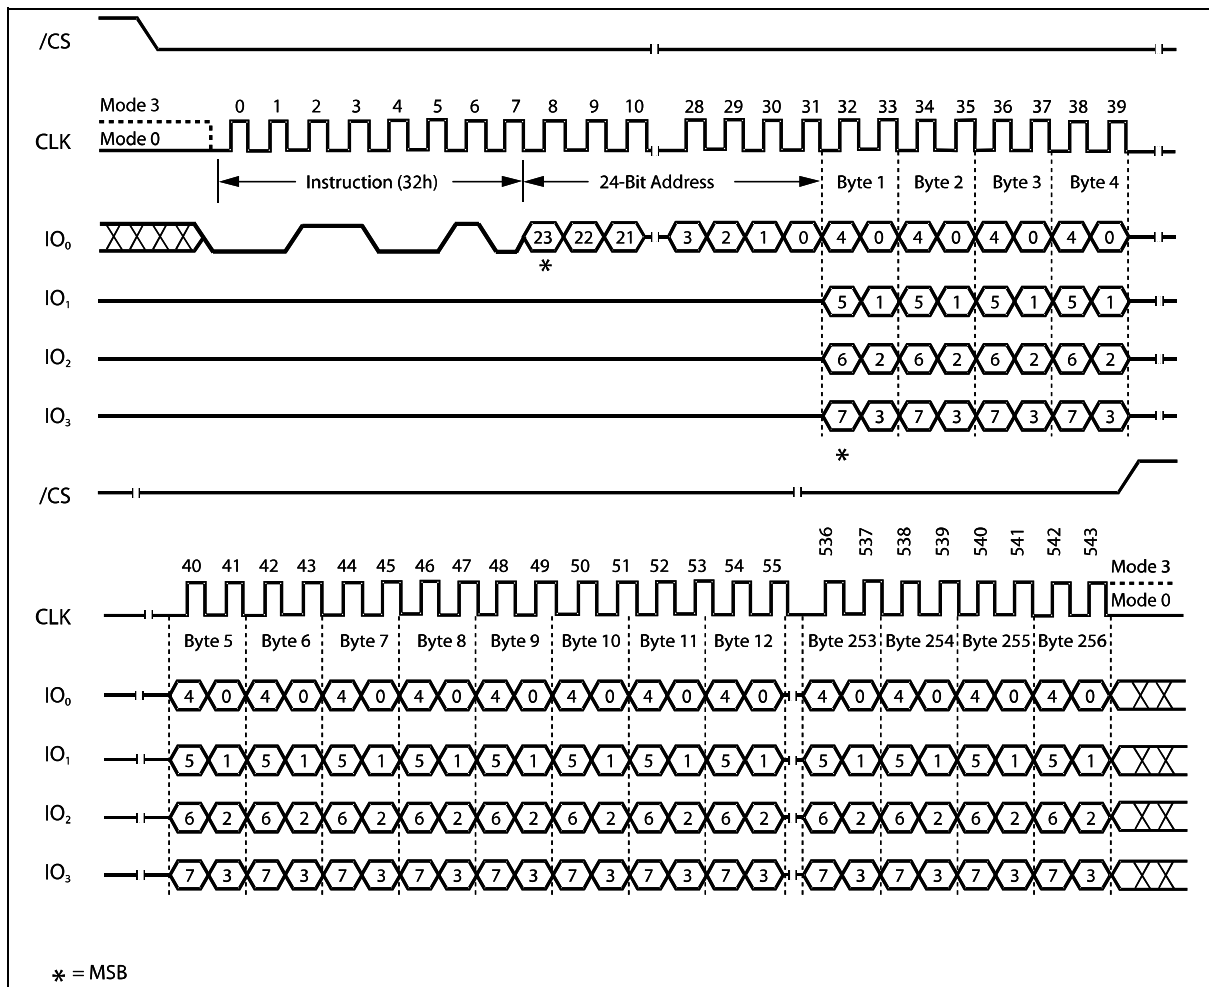 /CS
0 1 2 3 4 5 6 7 8 9 10 28 29 30 31 32 33 34 35 36 37 38 39
Mode 3
CLK Mode 0
Instruction (32h) 24-Bit Address Byte 1 Byte 2 Byte 3 Byte 4
IO₀ 23 22 21 3 2 1 0 4 0 4 0 4 0 4 0
*
IO₁ 5 1 5 1 5 1 5 1
IO₂ 6 2 6 2 6 2 6 2
IO₃ 7 3 7 3 7 3 7 3
*
/CS
40 41 42 43 44 45 46 47 48 49 50 51 52 53 54 55 536 537 538 539 540 541 542 543
Mode 3
CLK Mode 0
Byte 5 Byte 6 Byte 7 Byte 8 Byte 9 Byte 10 Byte 11 Byte 12 Byte 253 Byte 254 Byte 255 Byte 256
IO₀ 4 0 4 0 4 0 4 0 4 0 4 0 4 0 4 0 4 0 4 0 4 0 4 0
IO₁ 5 1 5 1 5 1 5 1 5 1 5 1 5 1 5 1 5 1 5 1 5 1 5 1
IO₂ 6 2 6 2 6 2 6 2 6 2 6 2 6 2 6 2 6 2 6 2 6 2 6 2
IO₃ 7 3 7 3 7 3 7 3 7 3 7 3 7 3 7 3 7 3 7 3 7 3 7 3
* = MSB